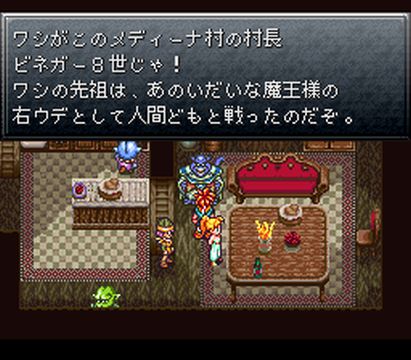 ワシがこのメディーナ村の村長
ビネガー８世じゃ！
ワシの先祖は、あのいだいな魔王様の
右ウデとして人間どもと戦ったのだぞ。